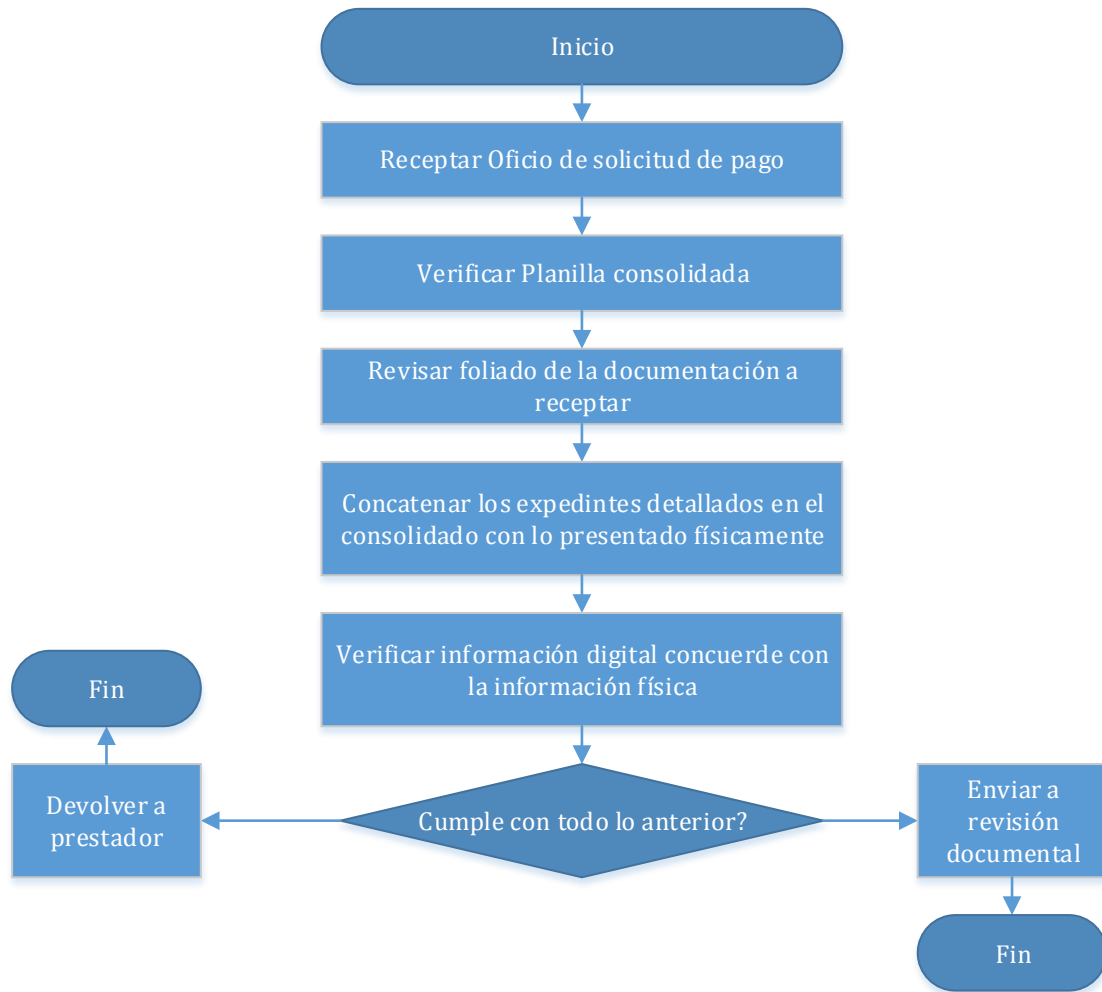 Inicio
Receptar Oficio de solicitud de pago
Verificar Planilla consolidada
Revisar foliado de la documentación a
receptar
Concatenar los expedintes detallados en el
consolidado con lo presentado físicamente
Verificar información digital concuerde con
la información física
Fin
Devolver a
prestador
Cumple con todo lo anterior?
Enviar a
revisión
documental
Fin